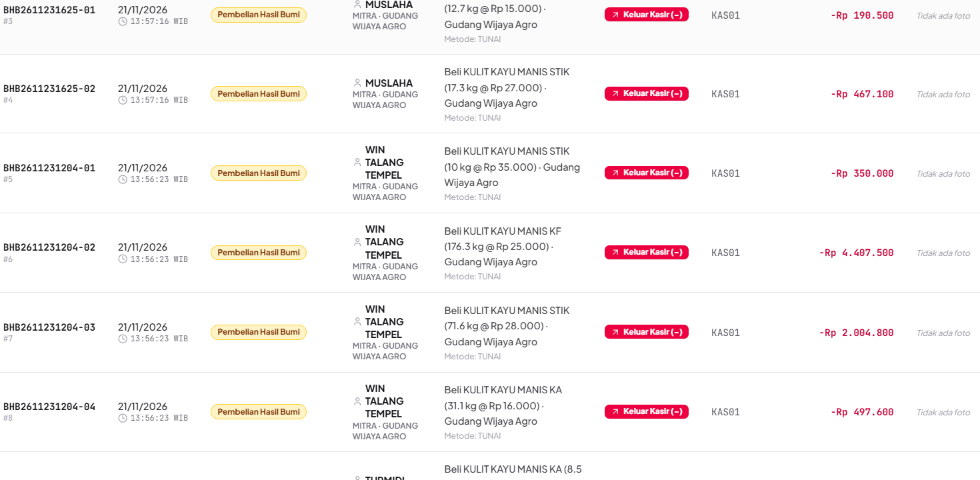 BHB2611231625-01
#3
21/11/2026
13:57:16 WIB
Pembelian Hasil Bumi
MUSLAHA
MITRA · GUDANG
WIJAYA AGRO
(12.7 kg @ Rp 15.000) ·
Gudang Wijaya Agro
Metode: TUNAI
Keluar Kasir (-)
KAS01
-Rp 190.500
Tidak ada foto
BHB2611231625-02
#4
21/11/2026
13:57:16 WIB
Pembelian Hasil Bumi
MUSLAHA
MITRA · GUDANG
WIJAYA AGRO
Beli KULIT KAYU MANIS STIK
(17.3 kg @ Rp 27.000) ·
Gudang Wijaya Agro
Metode: TUNAI
Keluar Kasir (-)
KAS01
-Rp 467.100
Tidak ada foto
BHB2611231204-01
#5
21/11/2026
13:56:23 WIB
Pembelian Hasil Bumi
WIN
TALANG
TEMPEL
MITRA · GUDANG
WIJAYA AGRO
Beli KULIT KAYU MANIS STIK
(10 kg @ Rp 35.000) · Gudang
Wijaya Agro
Metode: TUNAI
Keluar Kasir (-)
KAS01
-Rp 350.000
Tidak ada foto
BHB2611231204-02
#6
21/11/2026
13:56:23 WIB
Pembelian Hasil Bumi
WIN
TALANG
TEMPEL
MITRA · GUDANG
WIJAYA AGRO
Beli KULIT KAYU MANIS KF
(176.3 kg @ Rp 25.000) ·
Gudang Wijaya Agro
Metode: TUNAI
Keluar Kasir (-)
KAS01
-Rp 4.407.500
Tidak ada foto
BHB2611231204-03
#7
21/11/2026
13:56:23 WIB
Pembelian Hasil Bumi
WIN
TALANG
TEMPEL
MITRA · GUDANG
WIJAYA AGRO
Beli KULIT KAYU MANIS STIK
(71.6 kg @ Rp 28.000) ·
Gudang Wijaya Agro
Metode: TUNAI
Keluar Kasir (-)
KAS01
-Rp 2.004.800
Tidak ada foto
BHB2611231204-04
#8
21/11/2026
13:56:23 WIB
Pembelian Hasil Bumi
WIN
TALANG
TEMPEL
MITRA · GUDANG
WIJAYA AGRO
Beli KULIT KAYU MANIS KA
(31.1 kg @ Rp 16.000) ·
Gudang Wijaya Agro
Metode: TUNAI
Keluar Kasir (-)
KAS01
-Rp 497.600
Tidak ada foto
Beli KULIT KAYU MANIS KA (8.5